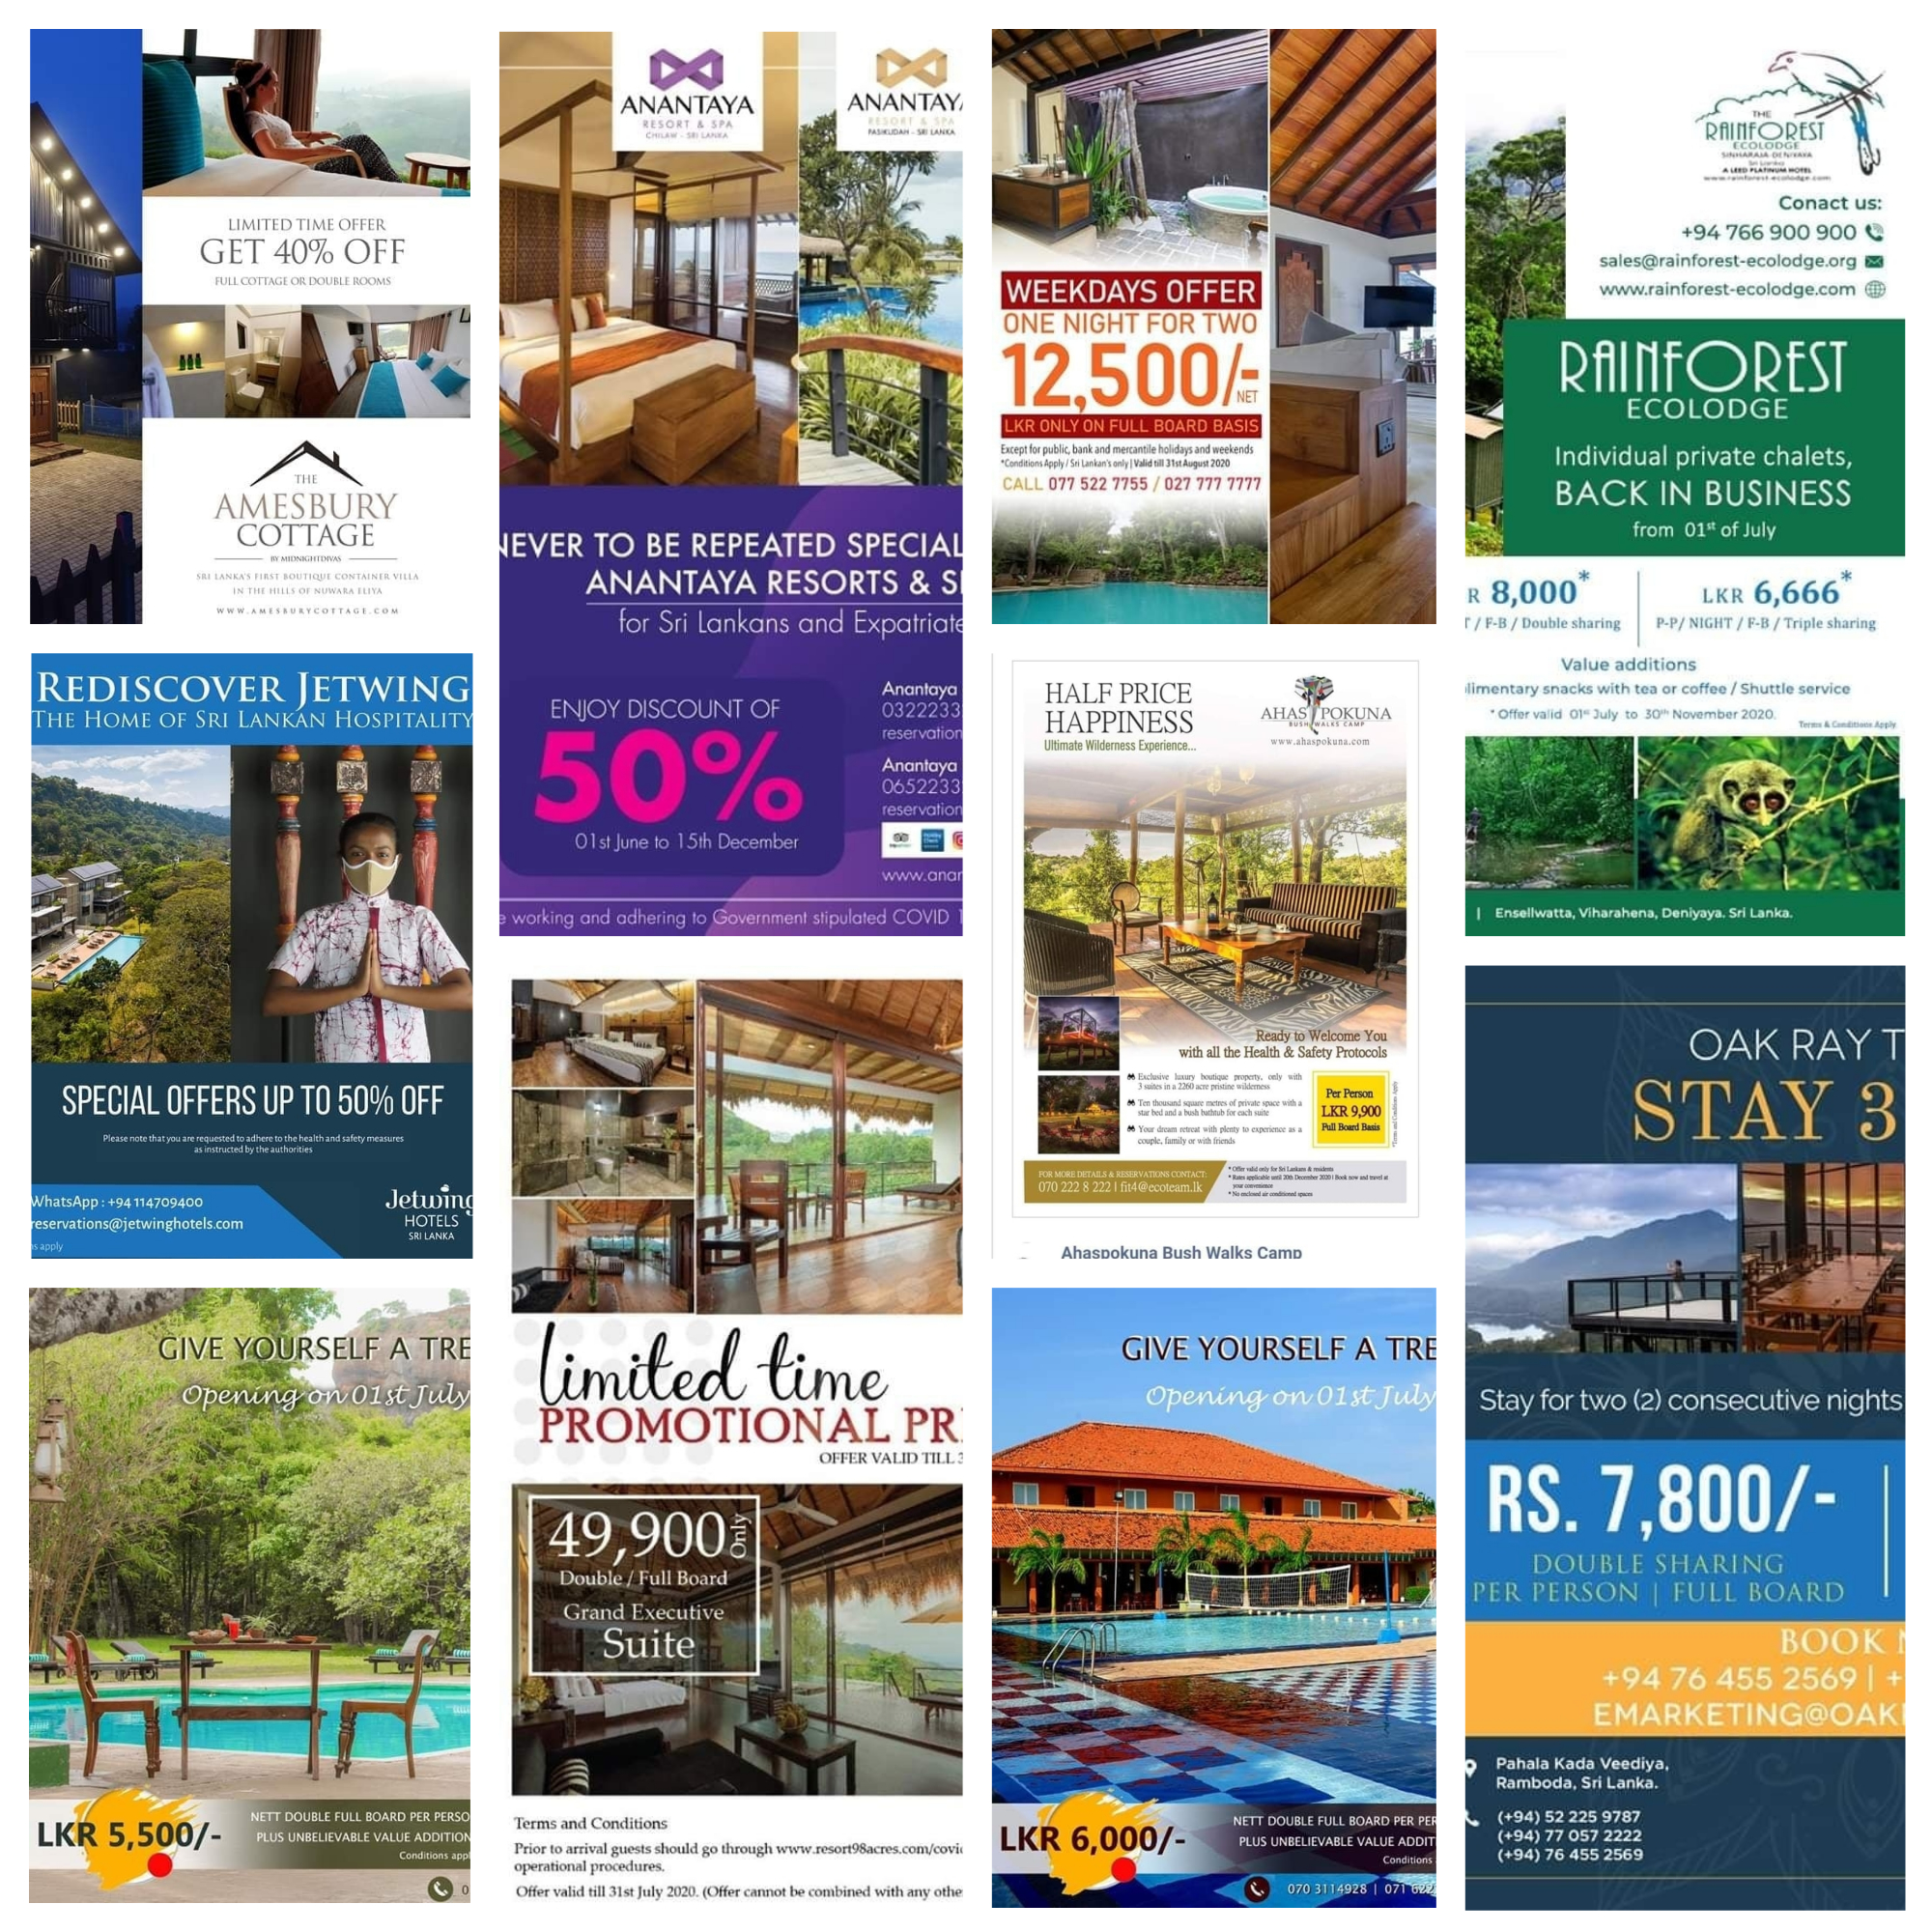 LIMITED TIME OFFER
GET 40% OFF
FULL COTTAGE OR DOUBLE ROOMS
THE
AMESBURY
COTTAGE
BY MIDNIGHTDIVAS
SRI LANKA'S FIRST BOUTIQUE CONTAINER VILLA
IN THE HILLS OF NUWARA ELIYA
WWW.AMESBURYCOTTAGE.COM
REDISCOVER JETWING
THE HOME OF SRI LANKAN HOSPITALITY
SPECIAL OFFERS UP TO 50% OFF
Please note that you are requested to adhere to the health and safety measures
as instructed by the authorities
WhatsApp : +94 114709400
reservations@jetwinghotels.com
apply
Jetwing
HOTELS
SRI LANKA
GIVE YOURSELF A TRE
Opening on 01st July
LKR 5,500/-
NETT DOUBLE FULL BOARD PER PERSO
PLUS UNBELIEVABLE VALUE ADDITION
Conditions appl
0
ANANTAYA
RESORT & SPA
CHILAW - SRI LANKA
ANANTAYA
RESORT & SPA
PASIKUDAH - SRI LANKA
NEVER TO BE REPEATED SPECIAL
ANANTAYA RESORTS & S
for Sri Lankans and Expatriate
ENJOY DISCOUNT OF
50%
01st June to 15th December
Anantaya
0322233
reservation
Anantaya
0652233
reservation
www.anan
e working and adhering to Government stipulated COVID 1
limited time
PROMOTIONAL PR
OFFER VALID TILL 3
49,900 Only
Double / Full Board
Grand Executive
Suite
Terms and Conditions
Prior to arrival guests should go through www.resort98acres.com/covi
operational procedures.
Offer valid till 31st July 2020. (Offer cannot be combined with any othe
WEEKDAYS OFFER
ONE NIGHT FOR TWO
12,500/-
NET
LKR ONLY ON FULL BOARD BASIS
Except for public, bank and mercantile holidays and weekends
*Conditions Apply / Sri Lankan's only | Valid till 31st August 2020
CALL 077 522 7755 / 027 777 7777
HALF PRICE
HAPPINESS
Ultimate Wilderness Experience...
AHAS POKUNA
BUSH WALKS CAMP
www.ahaspokuna.com
Ready to Welcome You
with all the Health & Safety Protocols
Exclusive luxury boutique property, only with
3 suites in a 2260 acre pristine wilderness
Ten thousand square metres of private space with a
star bed and a bush bathtub for each suite
Your dream retreat with plenty to experience as a
couple, family or with friends
Per Person
LKR 9,900
Full Board Basis
*Terms and Conditions Apply
FOR MORE DETAILS & RESERVATIONS CONTACT:
070 222 8 222 I fit4@ecoteam.lk
* Offer valid only for Sri Lankans & residents
* Rates applicable until 20th December 2020 I Book now and travel at
your convenience
* No enclosed air conditioned spaces
Ahaspokuna Bush Walks Camp
GIVE YOURSELF A TRE
Opening on 01st July
LKR 6,000/-
NETT DOUBLE FULL BOARD PER PER
PLUS UNBELIEVABLE VALUE ADDIT
Conditions
070 3114928 | 071 622
THE
RAINFOREST
ECOLODGE
SINHARAJA-DENIYAYA
Sri Lanka
A LEED PLATINUM HOTEL
www.rainforest-ecolodge.com
Conact us:
+94 766 900 900
sales@rainforest-ecolodge.org
www.rainforest-ecolodge.com
RAINFOREST
ECOLODGE
Individual private chalets,
BACK IN BUSINESS
from 01st of July
R 8,000*
T / F-B / Double sharing
LKR 6,666*
P-P/ NIGHT / F-B / Triple sharing
Value additions
limentary snacks with tea or coffee / Shuttle service
* Offer valid 01st July to 30th November 2020.
Terms & Conditions Apply
| Ensellwatta, Viharahena, Deniyaya. Sri Lanka.
OAK RAY T
STAY 3
Stay for two (2) consecutive nights
RS. 7,800/-
DOUBLE SHARING
PER PERSON | FULL BOARD
BOOK N
+94 76 455 2569 | +
EMARKETING@OAK
Pahala Kada Veediya,
Ramboda, Sri Lanka.
(+94) 52 225 9787
(+94) 77 057 2222
(+94) 76 455 2569